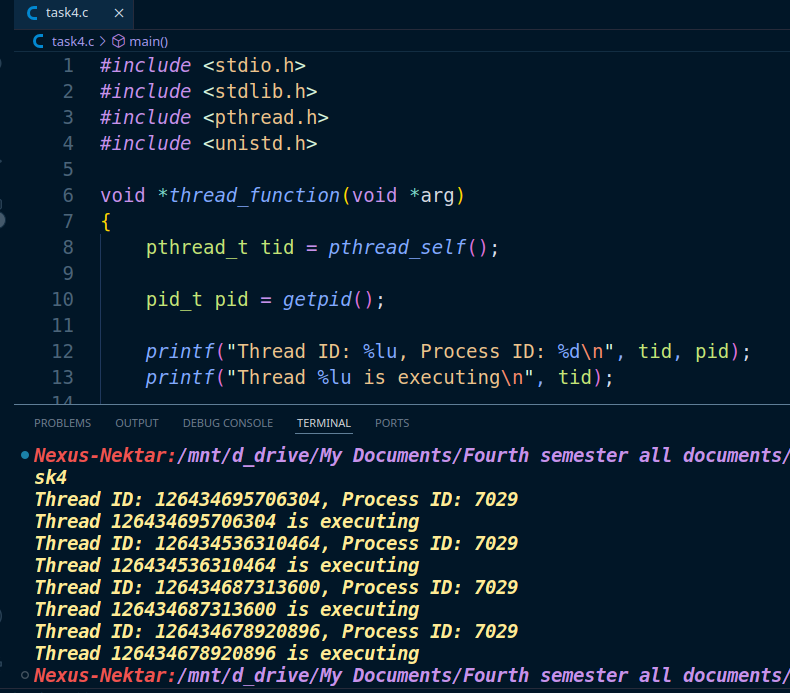 task4.c
task4.c > main()
1 #include <stdio.h>
2 #include <stdlib.h>
3 #include <pthread.h>
4 #include <unistd.h>
5
6 void *thread_function(void *arg)
7 {
8     pthread_t tid = pthread_self();
9
10     pid_t pid = getpid();
11
12     printf("Thread ID: %lu, Process ID: %d\n", tid, pid);
13     printf("Thread %lu is executing\n", tid);
14
PROBLEMS OUTPUT DEBUG CONSOLE TERMINAL PORTS
Nexus-Nektar:/mnt/d_drive/My Documents/Fourth semester all documents/
sk4
Thread ID: 126434695706304, Process ID: 7029
Thread 126434695706304 is executing
Thread ID: 126434536310464, Process ID: 7029
Thread 126434536310464 is executing
Thread ID: 126434687313600, Process ID: 7029
Thread 126434687313600 is executing
Thread ID: 126434678920896, Process ID: 7029
Thread 126434678920896 is executing
Nexus-Nektar:/mnt/d_drive/My Documents/Fourth semester all documents/